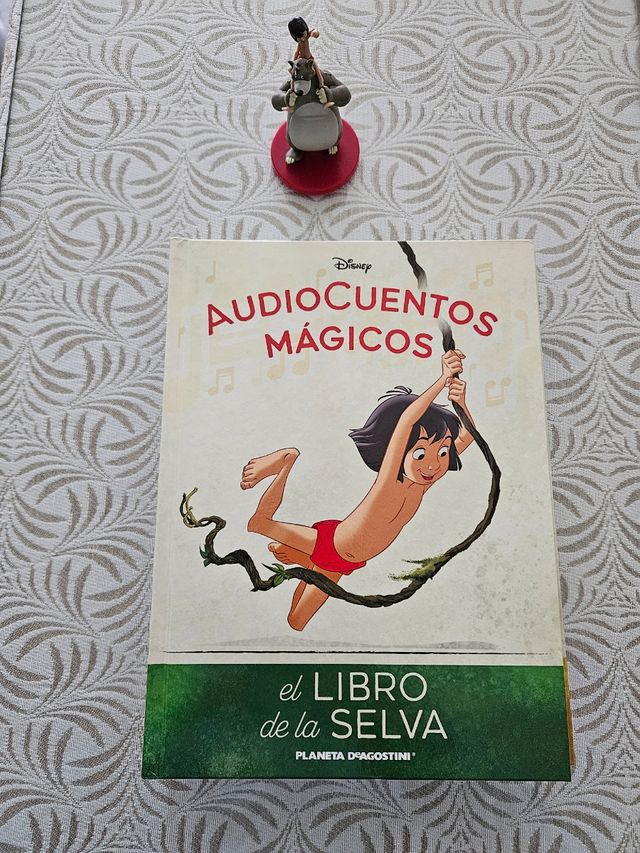 Disney
AUDIOCUENTOS
MÁGICOS
el LIBRO
de la SELVA
PLANETA DeAGOSTINI®